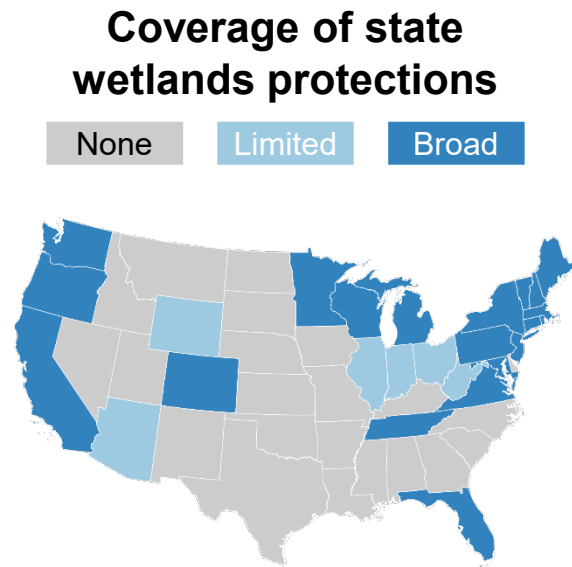 Coverage of state
wetlands protections
None Limited Broad